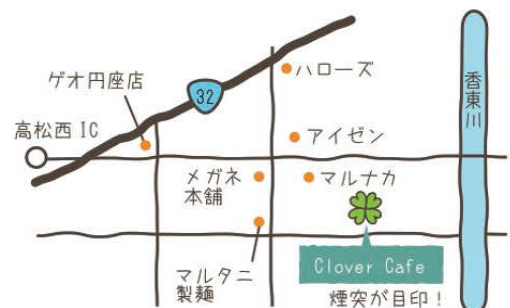 ハローズ
ゲオ円座店
32
香東川
高松西 IC
アイゼン
メガネ
本舗
マルナカ
マルタニ
製麺
Clover Cafe
煙突が目印!